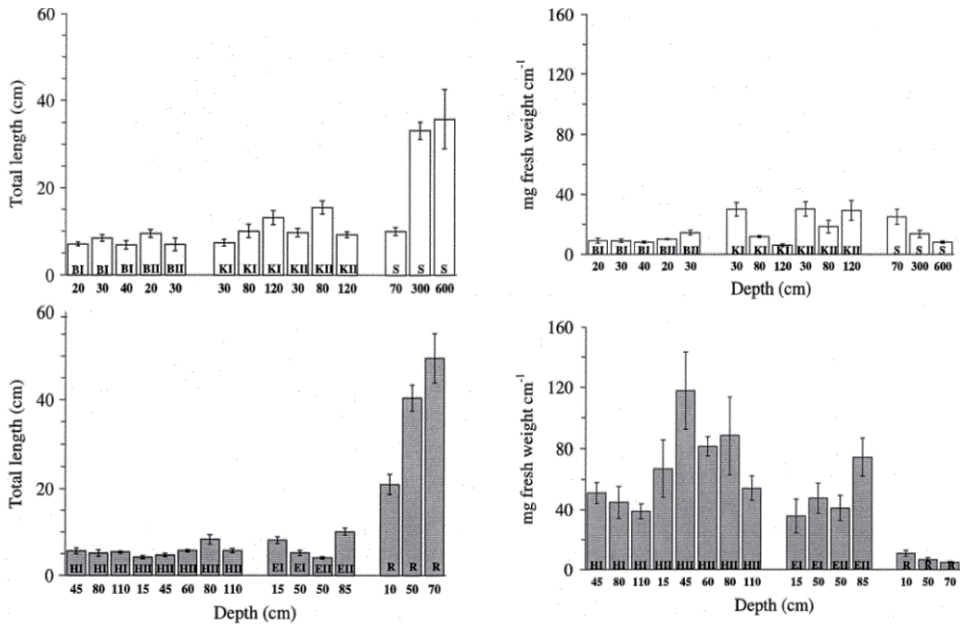 60
40
20
0
Total length (cm)
BI BI BI BII BII KI KI KI KII KII KII S S S
20 30 40 20 30 30 80 120 30 80 120 70 300 600
160
120
80
40
0
mg fresh weight cm-1
BI BI BI BII BII KI KI KI KII KII KII S S S
20 30 40 20 30 30 80 120 30 80 120 70 300 600
Depth (cm)
60
40
20
0
Total length (cm)
HI HI HI HII HII HII HII HII EI EI EII EII R R R
45 80 110 15 45 60 80 110 15 50 50 85 10 50 70
Depth (cm)
160
120
80
40
0
mg fresh weight cm-1
HI HI HI HII HII HII HII HII EI EI EII EII R R R
45 80 110 15 45 60 80 110 15 50 50 85 10 50 70
Depth (cm)